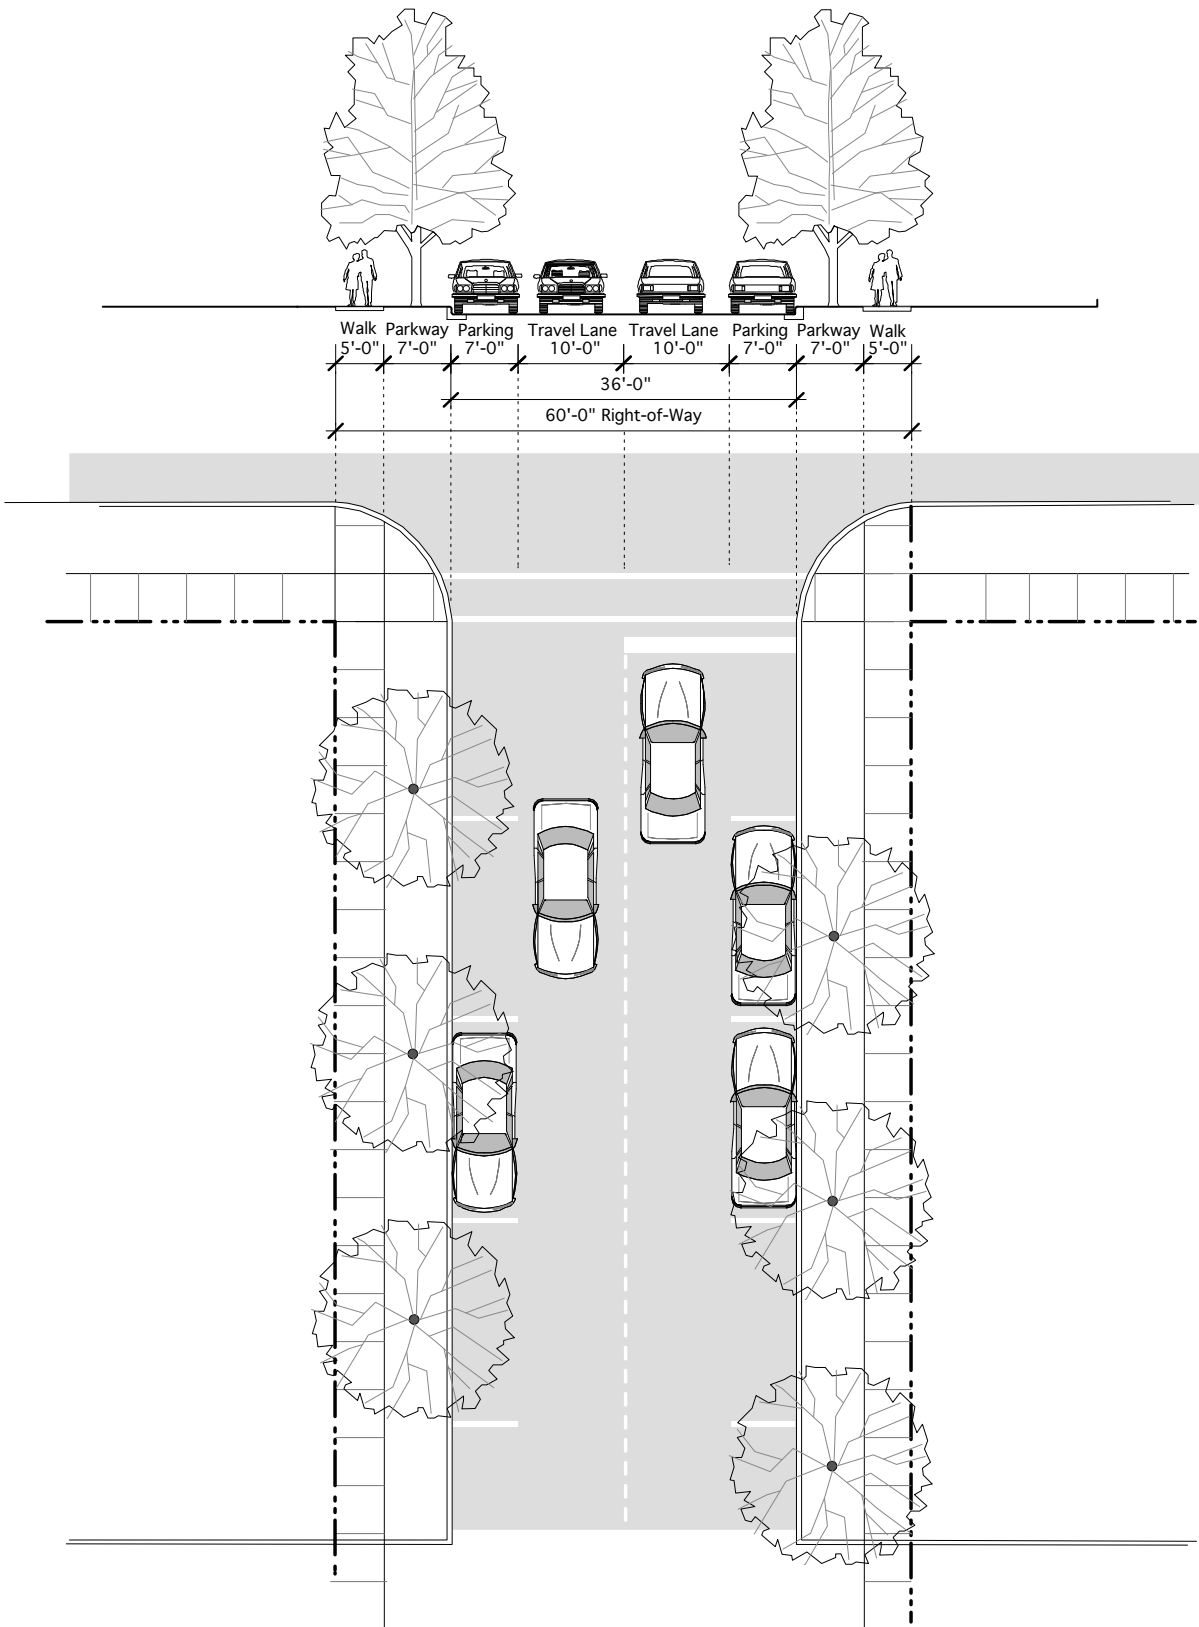 Walk Parkway Parking Travel Lane Travel Lane Parking Parkway Walk
5'-0" 7'-0" 7'-0" 10'-0" 10'-0" 7'-0" 7'-0" 5'-0"
36'-0"
60'-0" Right-of-Way